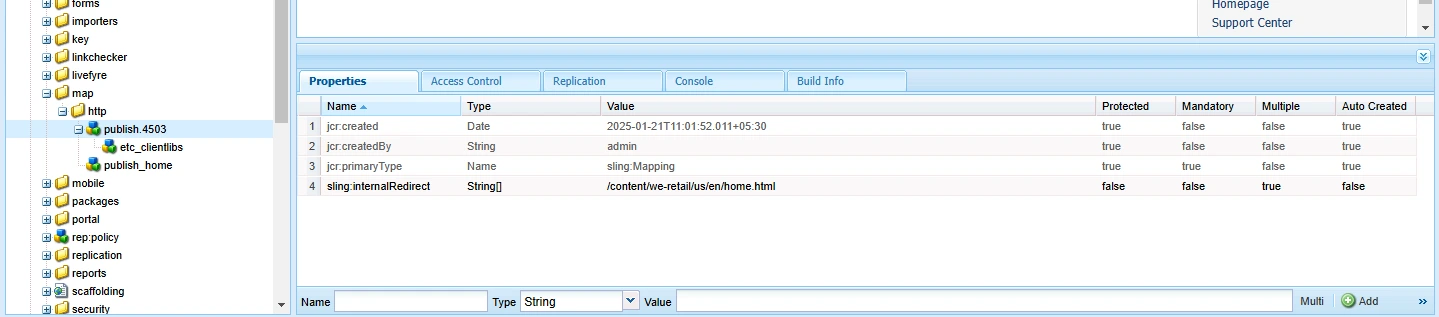 forms
importers
key
linkchecker
livefyre
map
http
publish.4503
etc_clientlibs
publish_home
mobile
packages
portal
rep:policy
replication
reports
scaffolding
security
Homepage
Support Center
Properties Access Control Replication Console Build Info
Name Type Value Protected Mandatory Multiple Auto Created
1 jcr:created Date 2025-01-21T11:01:52.011+05:30 true false false true
2 jcr:createdBy String admin true false false true
3 jcr:primaryType Name sling:Mapping true true false true
4 sling:internalRedirect String[] /content/we-retail/us/en/home.html false false true false
Name Type String Value Multi Add »